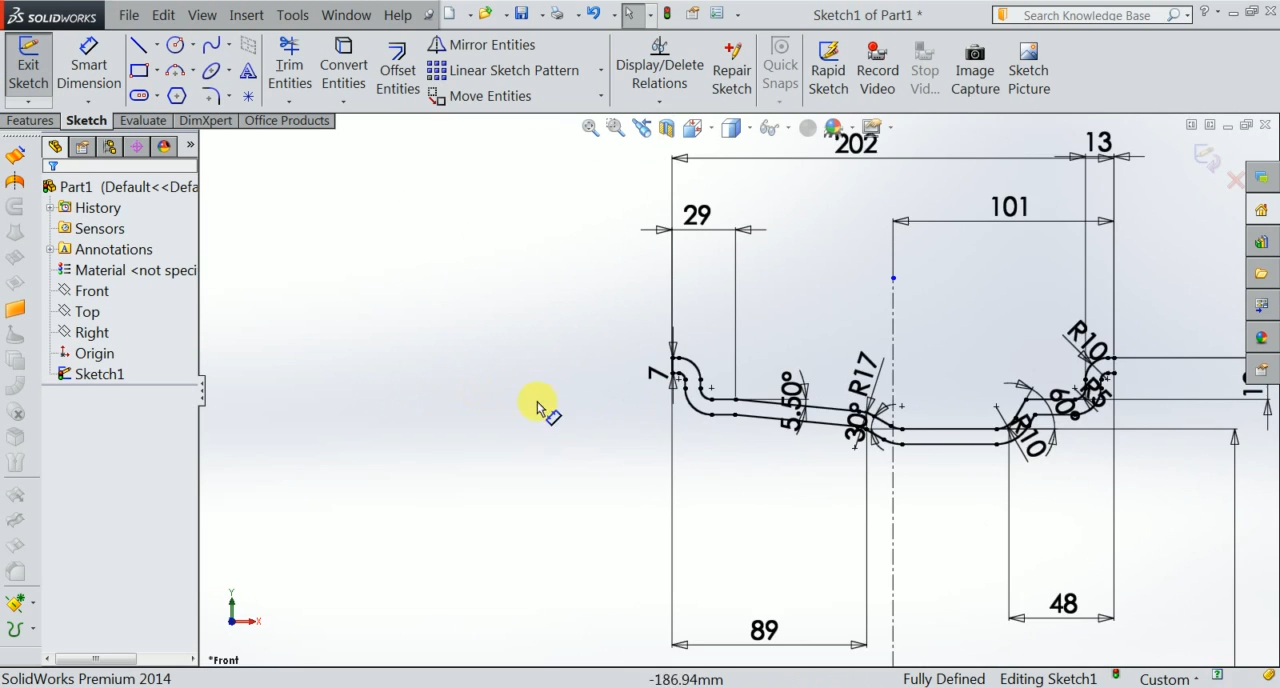 SOLIDWORKS File Edit View Insert Tools Window Help Sketch1 of Part1 * Search Knowledge Base ?
Exit Sketch
Smart Dimension
Trim Entities
Convert Entities
Offset Entities
Mirror Entities
Linear Sketch Pattern
Move Entities
Display/Delete Relations
Repair Sketch
Quick Snaps
Rapid Sketch
Record Video
Stop Vid...
Image Capture
Sketch Picture
Features Sketch Evaluate DimXpert Office Products
Part1 (Default<<Defa
History
Sensors
Annotations
Material <not speci
Front
Top
Right
Origin
Sketch1
202
13
29
101
R10
R17
7
5.50°
30°
60°
R5
R10
48
89
Y
X
*Front
SolidWorks Premium 2014 -186.94mm Fully Defined Editing Sketch1 Custom